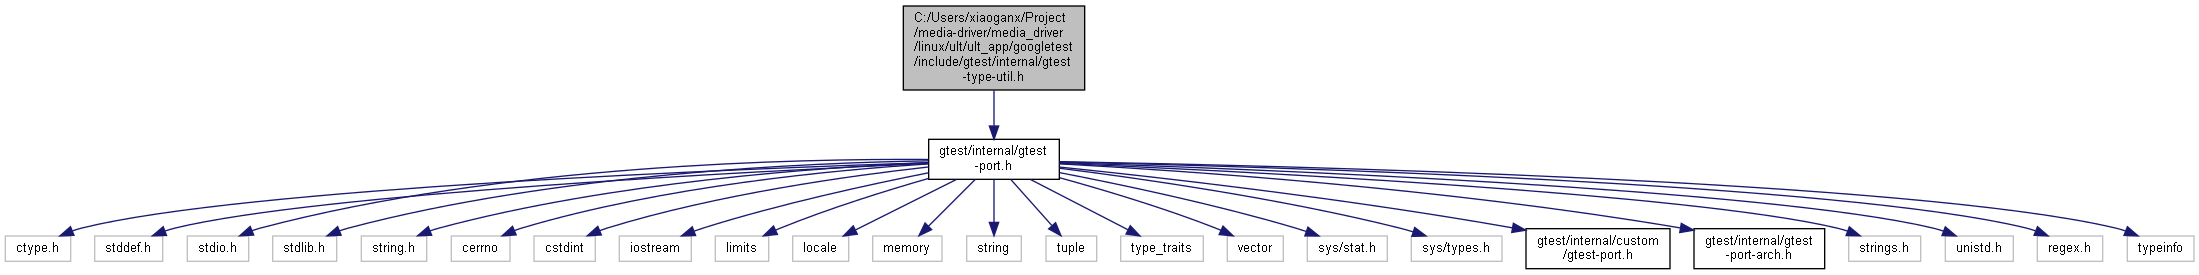 C:/Users/xiaoganx/Project
/media-driver/media_driver
/linux/ult/ult_app/googletest
/include/gtest/internal/gtest
-type-util.h
gtest/internal/gtest
-port.h
ctype.h
stddef.h
stdio.h
stdlib.h
string.h
cerrno
cstdint
iostream
limits
locale
memory
string
tuple
type_traits
vector
sys/stat.h
sys/types.h
gtest/internal/custom
/gtest-port.h
gtest/internal/gtest
-port-arch.h
strings.h
unistd.h
regex.h
typeinfo